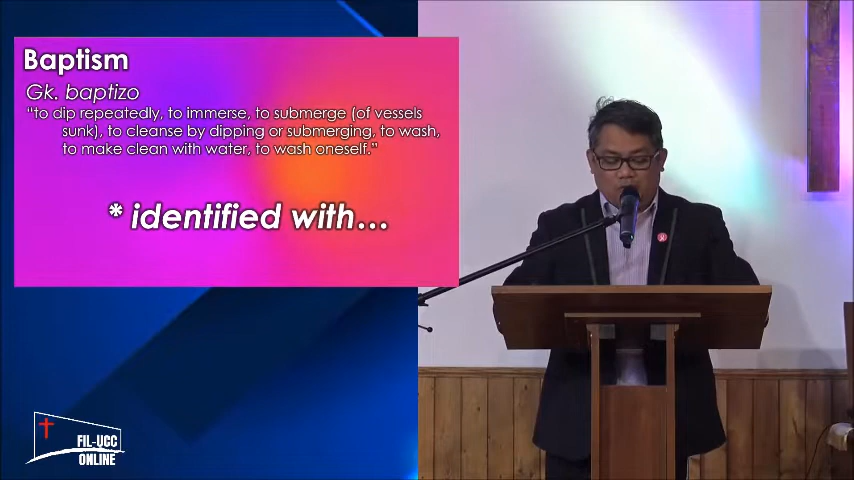 Baptism
Gk. baptizo
"to dip repeatedly, to immerse, to submerge (of vessels
sunk), to cleanse by dipping or submerging, to wash,
to make clean with water, to wash oneself."
* identified with...
FIL-UCC
ONLINE